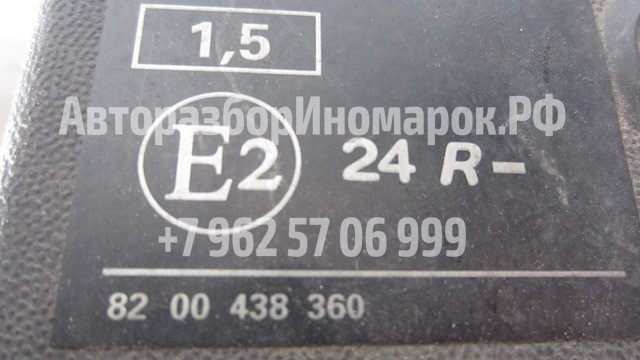 1,5
АвторазборИномарок.РФ
E2 24 R-
+7 962 57 06 999
82 00 438 360